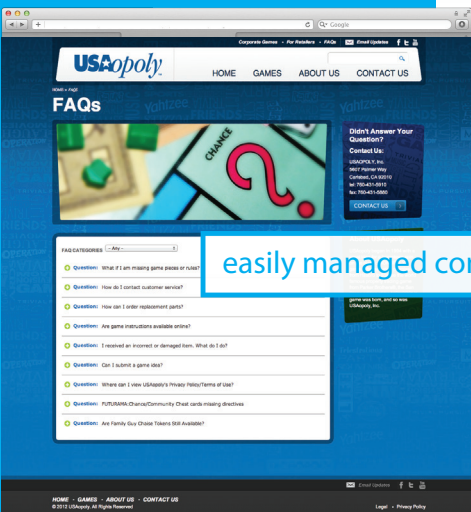 Google
Corporate Games • For Retailers • FAQs Email Updates
USAopoly
HOME GAMES ABOUT US CONTACT US
HOME » FAQS
FAQs
Yahtzee
Yahtzee
CHANCE
?
Didn't Answer Your
Question?
Contact Us:
USAOPOLY, Inc.
5607 Palmer Way
Carlsbad, CA 92010
tel: 760-431-5910
fax: 760-431-5860
CONTACT US
FAQ CATEGORIES - Any -
easily managed con
Question: What if I am missing game pieces or rules?
Question: How do I contact customer service?
game was born, and so was
USAopoly, Inc.
Question: How can I order replacement parts?
Question: Are game instructions available online?
Question: I received an incorrect or damaged item. What do I do?
Question: Can I submit a game idea?
Question: Where can I view USAopoly's Privacy Policy/Terms of Use?
Question: FUTURAMA:Chance/Community Chest cards missing directives
Question: Are Family Guy Chaise Tokens Still Available?
Email Updates
HOME • GAMES • ABOUT US • CONTACT US
© 2012 USAopoly. All Rights Reserved
Legal • Privacy Policy